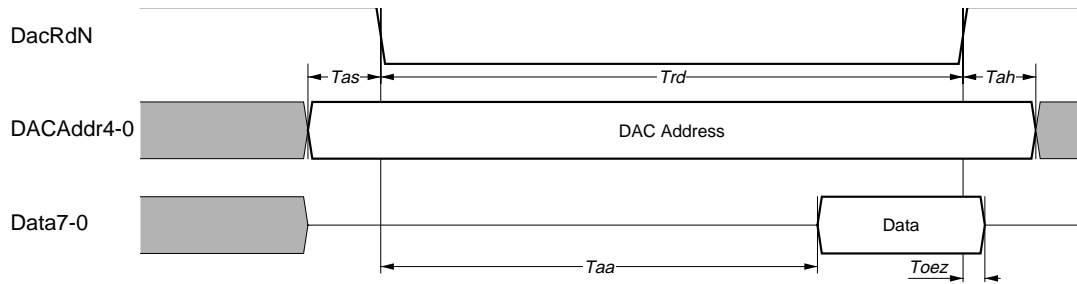 DacRdN
Tas Trd Tah
DACAddr4-0 DAC Address
Data7-0 Data
Taa Toez